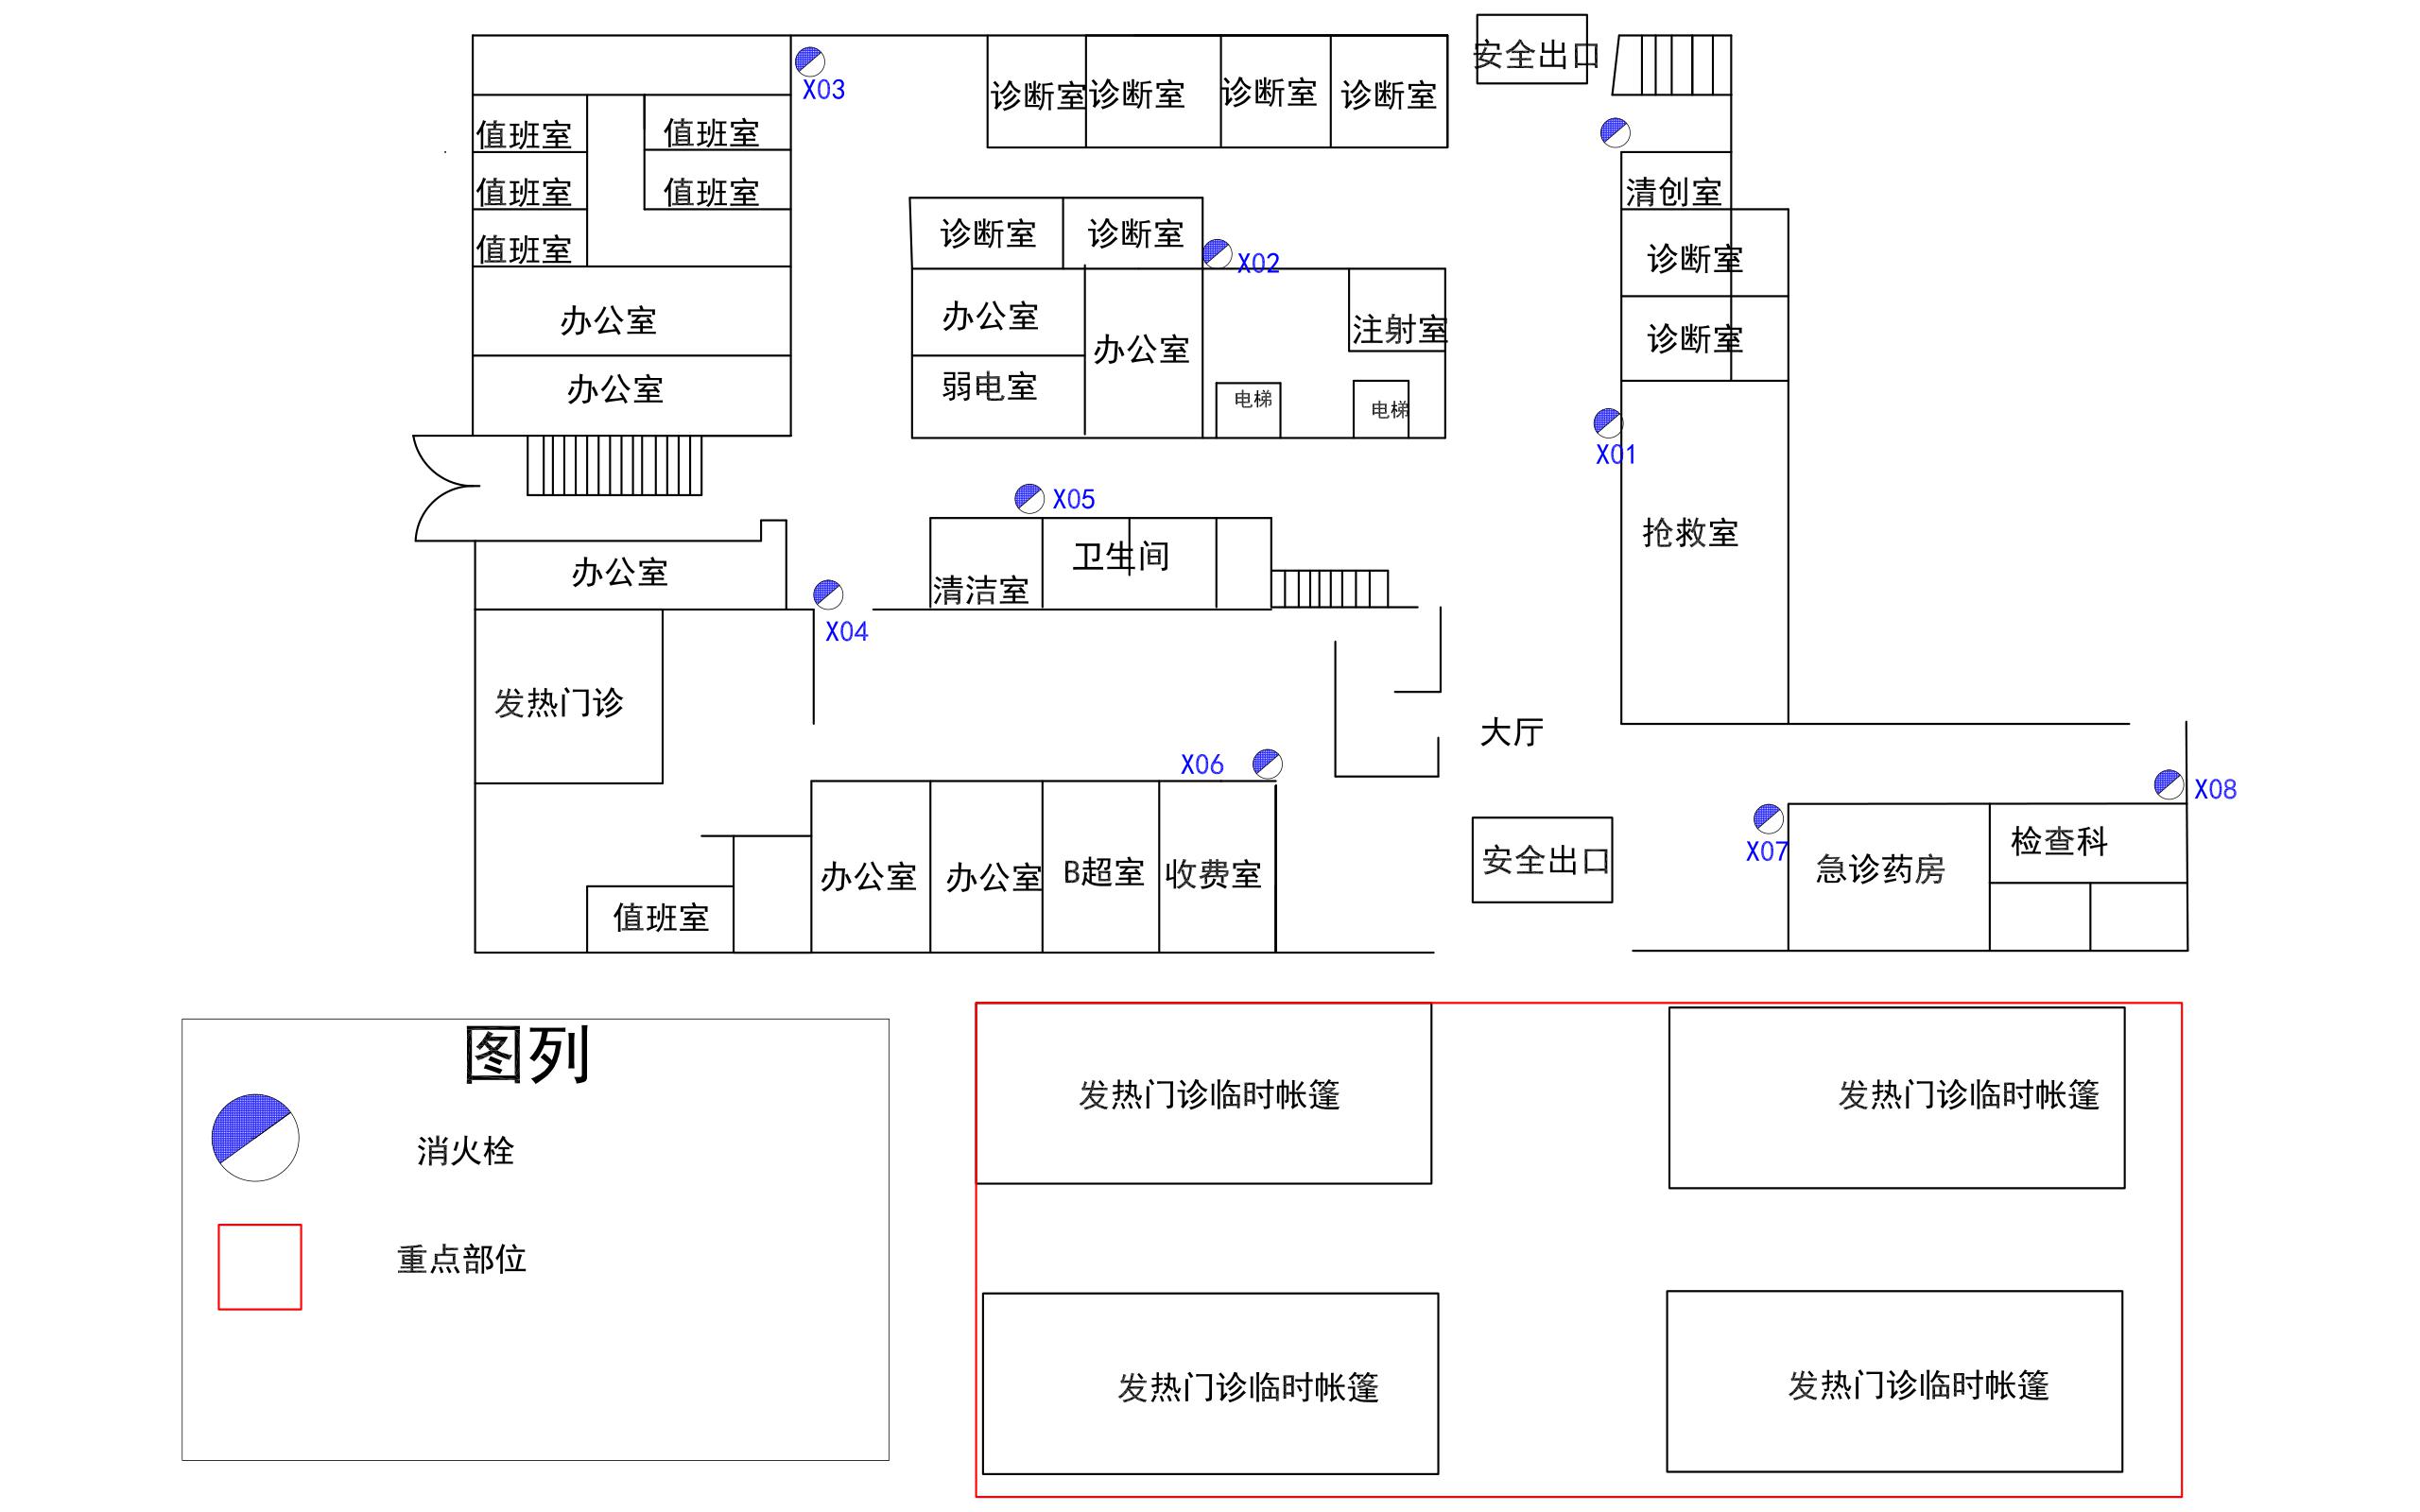 安全出口
X03
诊断室
诊断室
诊断室
诊断室
值班室
值班室
值班室
值班室
清创室
值班室
诊断室
诊断室
X02
诊断室
办公室
办公室
办公室
注射室
诊断室
办公室
弱电室
电梯
电梯
X01
X05
抢救室
办公室
清洁室
卫生间
X04
发热门诊
大厅
X06
X08
X07
办公室
办公室
B超室
收费室
安全出口
急诊药房
检查科
值班室
图列
消火栓
重点部位
发热门诊临时帐篷
发热门诊临时帐篷
发热门诊临时帐篷
发热门诊临时帐篷